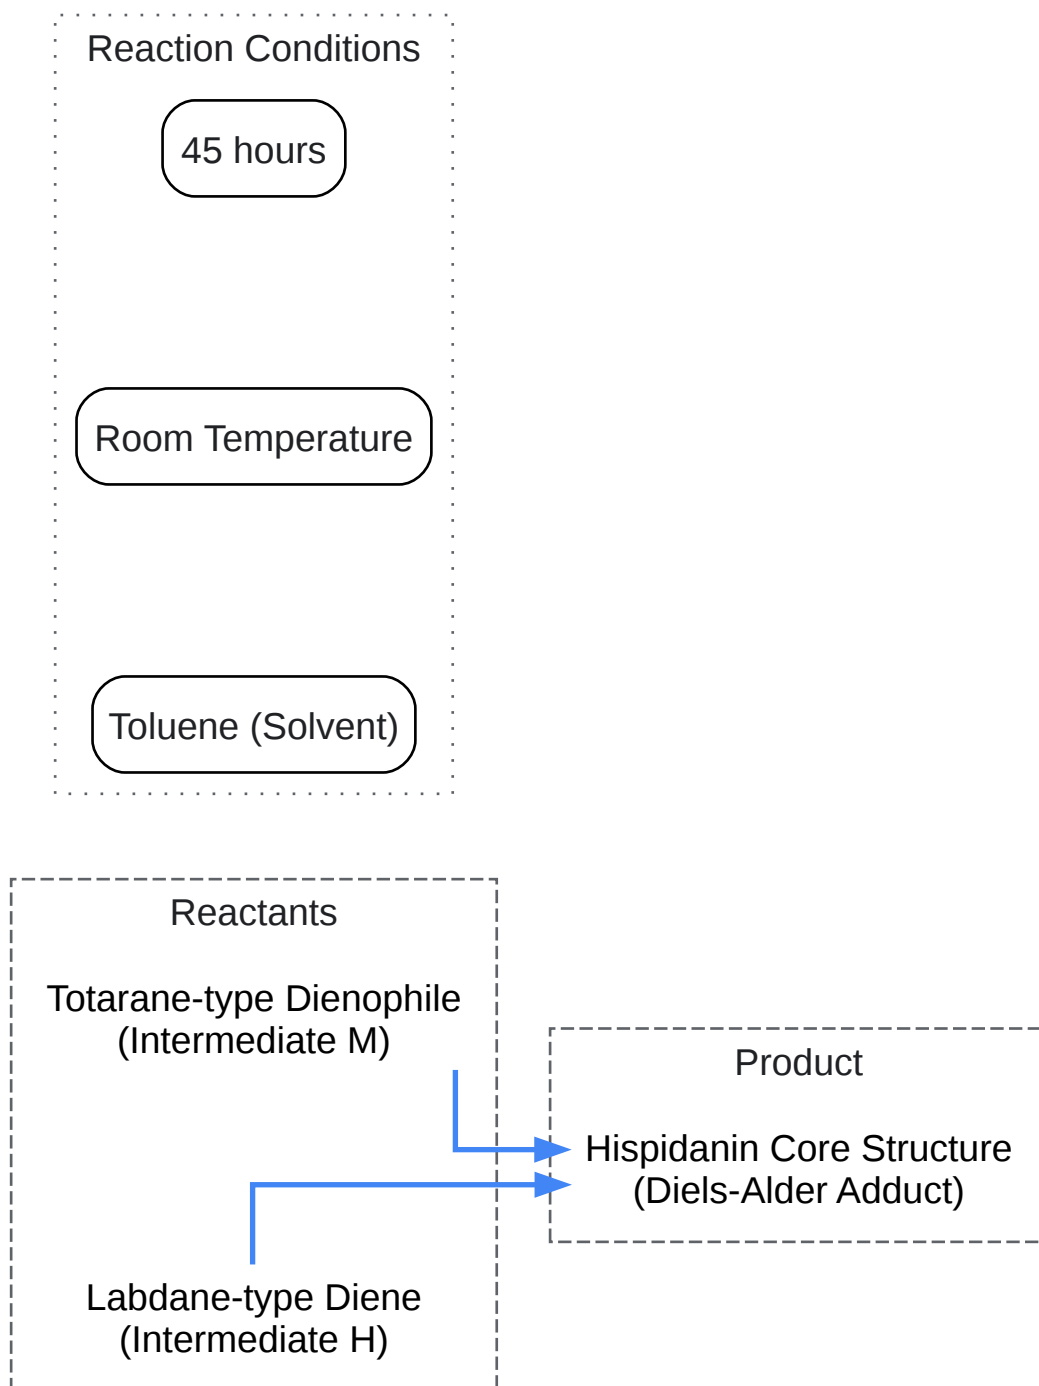 Reaction Conditions
45 hours
Room Temperature
Toluene (Solvent)
Reactants
Totarane-type Dienophile
(Intermediate M)
Labdane-type Diene
(Intermediate H)
Product
Hispidanin Core Structure
(Diels-Alder Adduct)